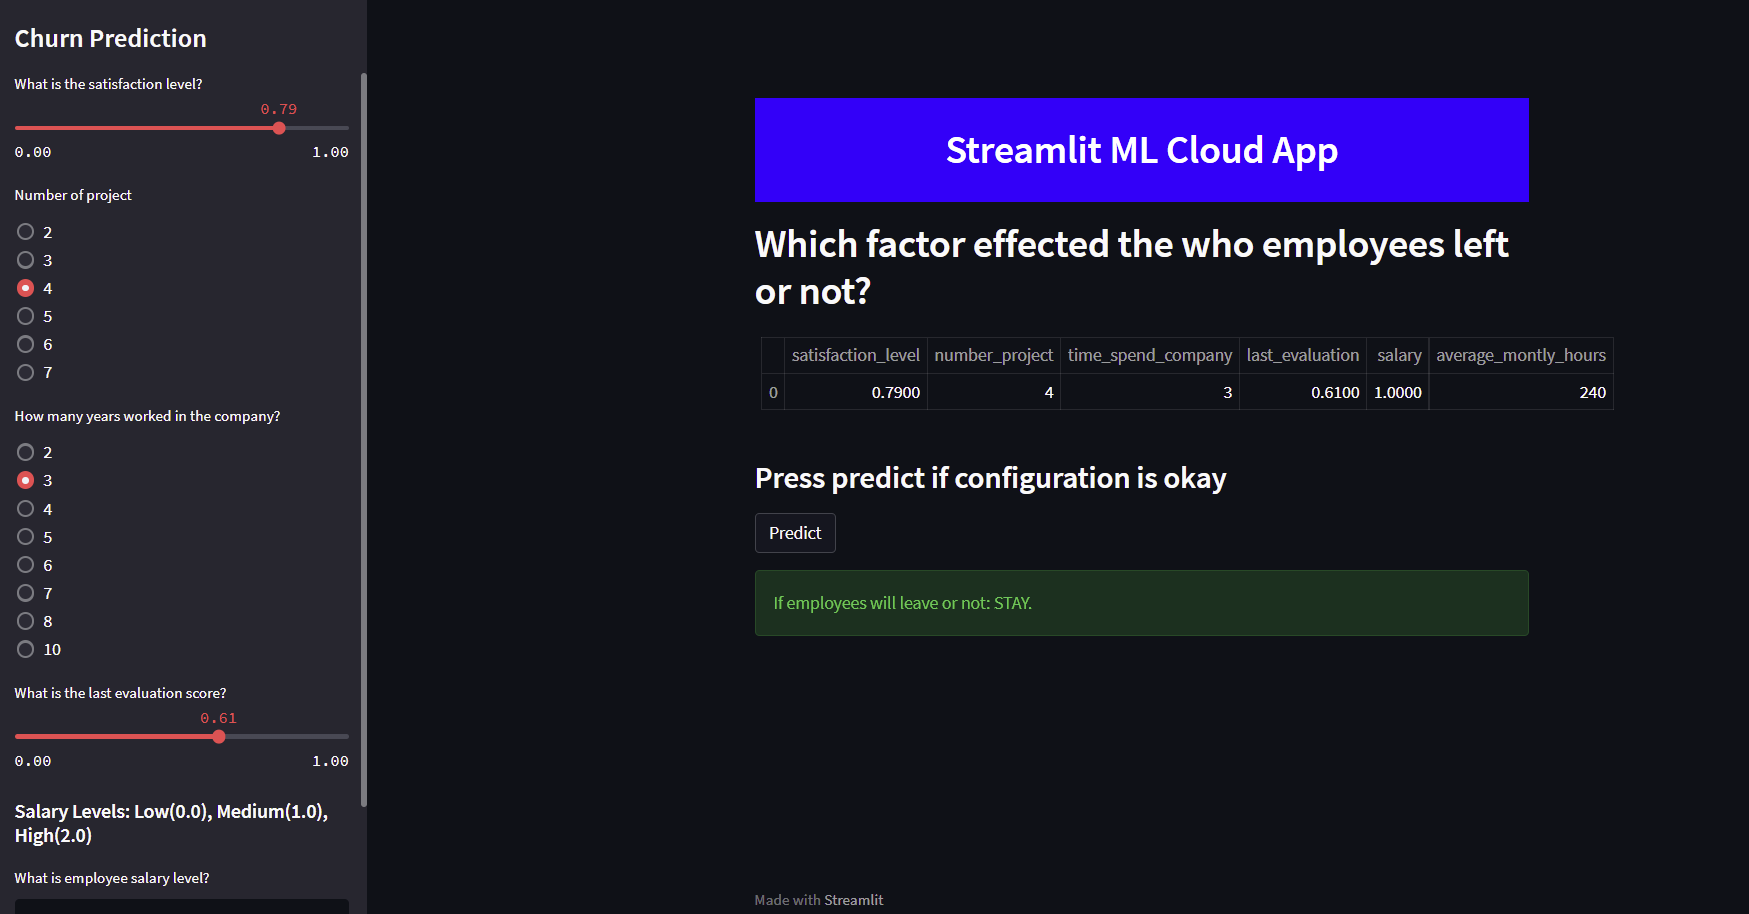 Churn Prediction
What is the satisfaction level?
0.79
0.00 1.00
Number of project
2
3
4
5
6
7
How many years worked in the company?
2
3
4
5
6
7
8
10
What is the last evaluation score?
0.61
0.00 1.00
Salary Levels: Low(0.0), Medium(1.0),
High(2.0)
What is employee salary level?
Streamlit ML Cloud App
Which factor effected the who employees left
or not?
satisfaction_level number_project time_spend_company last_evaluation salary average_montly_hours
0 0.7900 4 3 0.6100 1.0000 240
Press predict if configuration is okay
Predict
If employees will leave or not: STAY.
Made with Streamlit